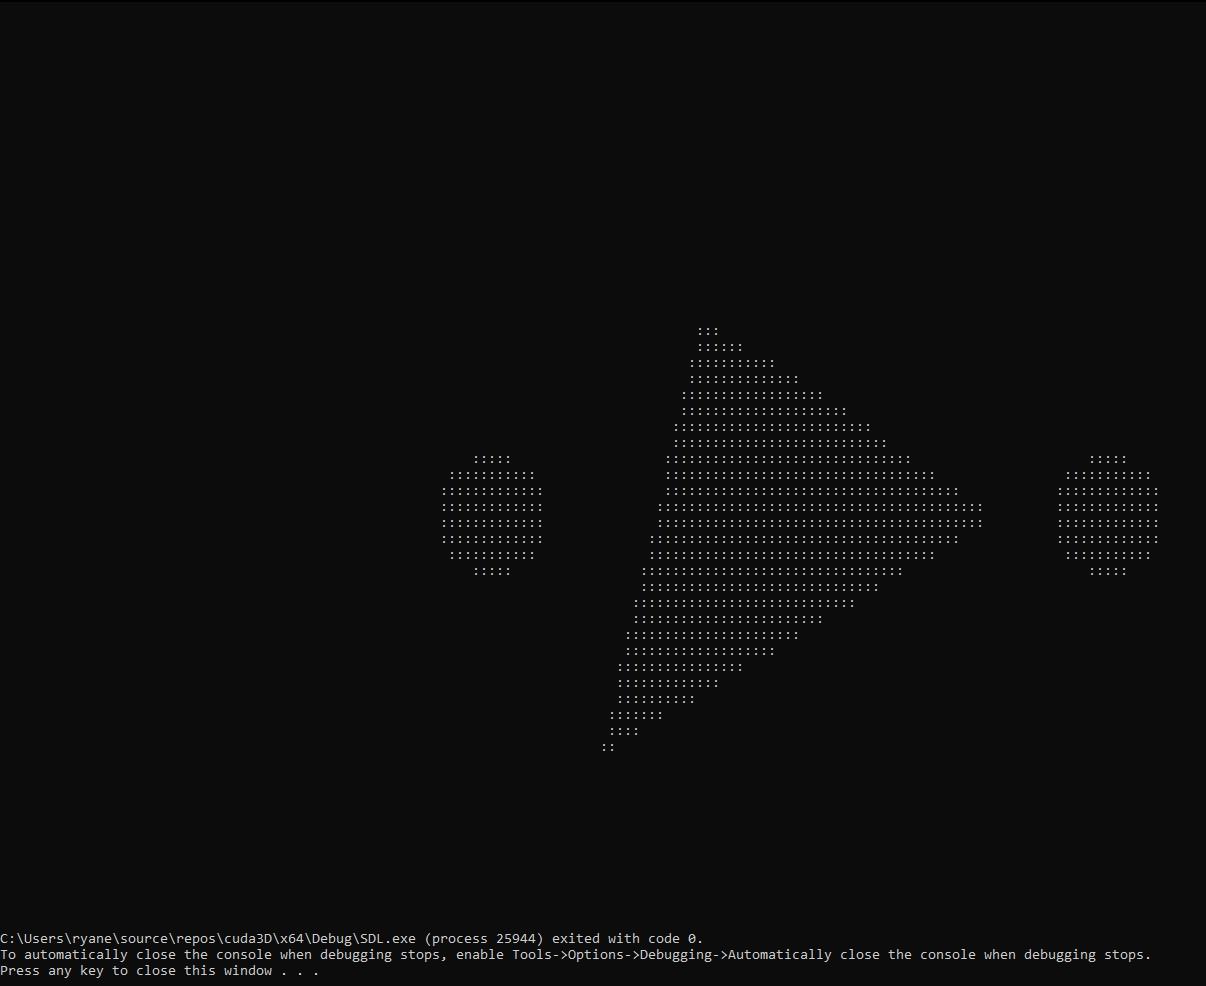 :::
::::::
:::::::::::
::::::::::::::
::::::::::::::::::
:::::::::::::::::::::
:::::::::::::::::::::::::
:::::::::::::::::::::::::::
::::: ::::::::::::::::::::::::::::::: :::::
::::::::::: :::::::::::::::::::::::::::::::::: :::::::::::
::::::::::::: ::::::::::::::::::::::::::::::::::::: :::::::::::::
::::::::::::: ::::::::::::::::::::::::::::::::::::::::: :::::::::::::
::::::::::::: ::::::::::::::::::::::::::::::::::::::::: :::::::::::::
::::::::::::: ::::::::::::::::::::::::::::::::::::::: :::::::::::::
::::::::::: :::::::::::::::::::::::::::::::::::: :::::::::::
::::: ::::::::::::::::::::::::::::::::: :::::
::::::::::::::::::::::::::::::
::::::::::::::::::::::::::::
::::::::::::::::::::::::
::::::::::::::::::::::
:::::::::::::::::::
::::::::::::::::
:::::::::::::
::::::::::
:::::::
::::
::
C:\Users\ryane\source\repos\cuda3D\x64\Debug\SDL.exe (process 25944) exited with code 0.
To automatically close the console when debugging stops, enable Tools->Options->Debugging->Automatically close the console when debugging stops.
Press any key to close this window . . .